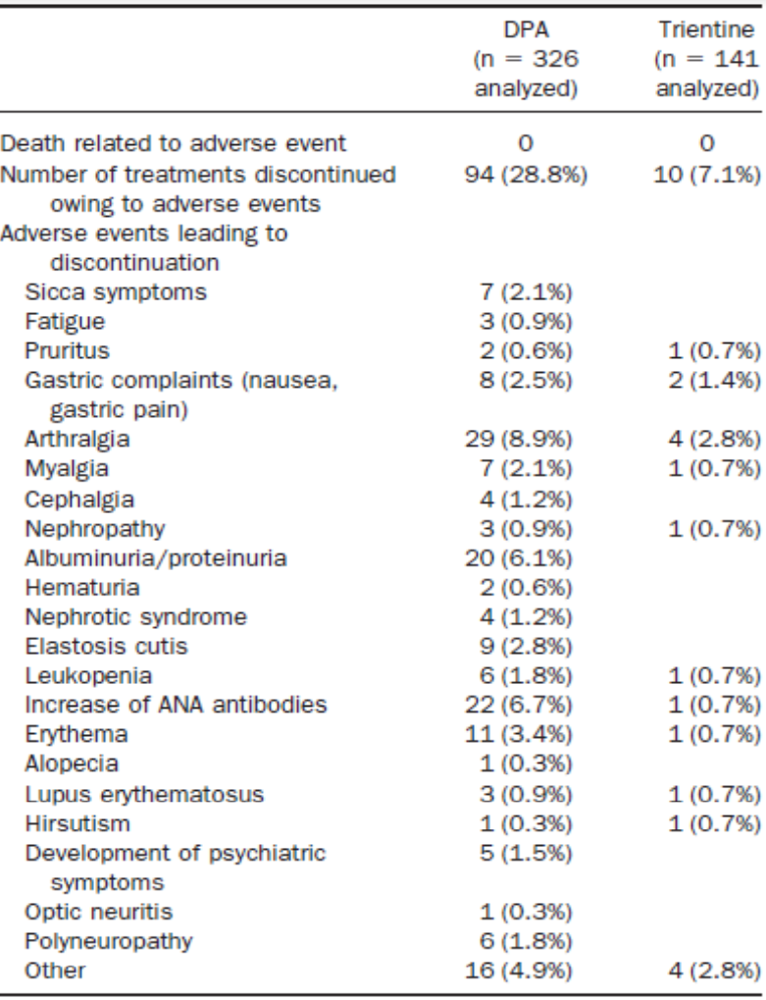 DPA Trientine
(n = 326 (n = 141
analyzed) analyzed)
Death related to adverse event 0 0
Number of treatments discontinued 94 (28.8%) 10 (7.1%)
owing to adverse events
Adverse events leading to
discontinuation
Sicca symptoms 7 (2.1%)
Fatigue 3 (0.9%)
Pruritus 2 (0.6%) 1 (0.7%)
Gastric complaints (nausea, 8 (2.5%) 2 (1.4%)
gastric pain)
Arthralgia 29 (8.9%) 4 (2.8%)
Myalgia 7 (2.1%) 1 (0.7%)
Cephalgia 4 (1.2%)
Nephropathy 3 (0.9%) 1 (0.7%)
Albuminuria/proteinuria 20 (6.1%)
Hematuria 2 (0.6%)
Nephrotic syndrome 4 (1.2%)
Elastosis cutis 9 (2.8%)
Leukopenia 6 (1.8%) 1 (0.7%)
Increase of ANA antibodies 22 (6.7%) 1 (0.7%)
Erythema 11 (3.4%) 1 (0.7%)
Alopecia 1 (0.3%)
Lupus erythematosus 3 (0.9%) 1 (0.7%)
Hirsutism 1 (0.3%) 1 (0.7%)
Development of psychiatric 5 (1.5%)
symptoms
Optic neuritis 1 (0.3%)
Polyneuropathy 6 (1.8%)
Other 16 (4.9%) 4 (2.8%)